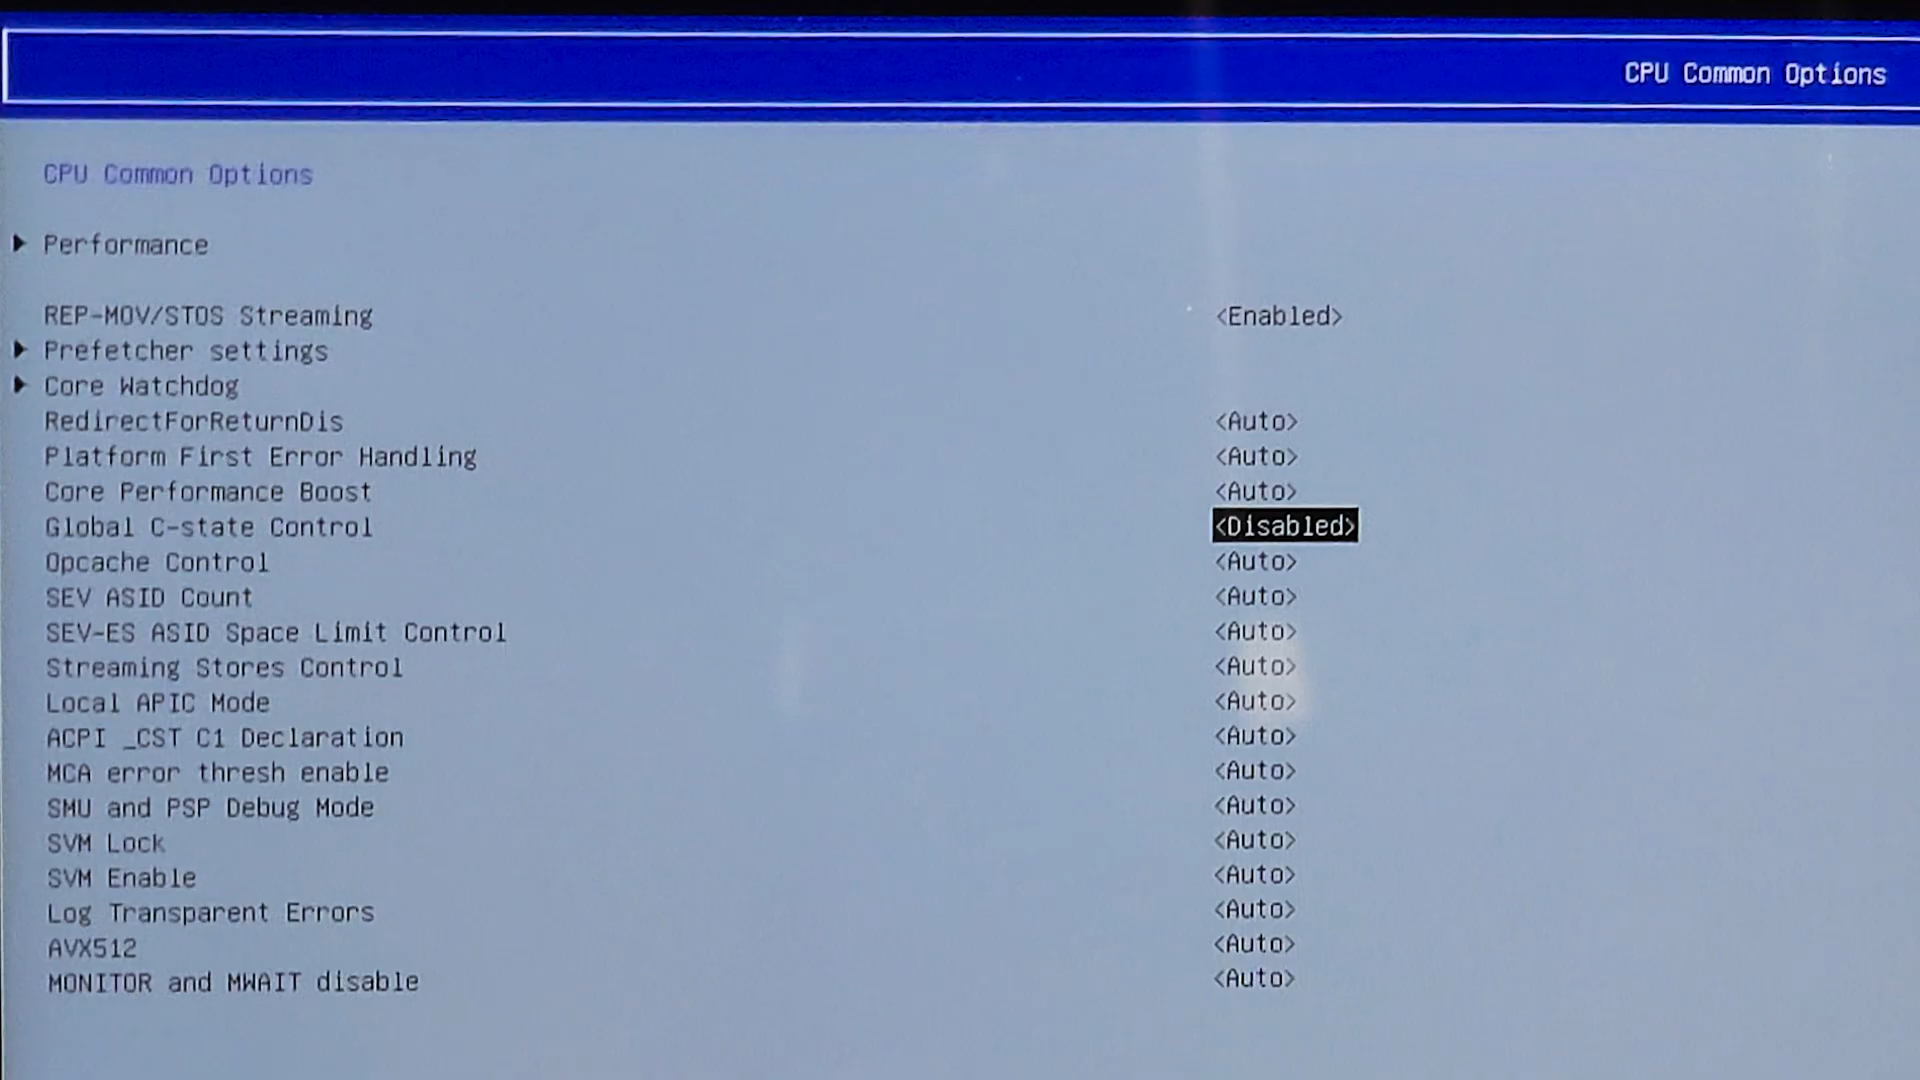 CPU Common Options
CPU Common Options
Performance
REP-MOV/STOS Streaming <Enabled>
Prefetcher settings
Core Watchdog
RedirectForReturnDis <Auto>
Platform First Error Handling <Auto>
Core Performance Boost <Auto>
Global C-state Control <Disabled>
Opcache Control <Auto>
SEV ASID Count <Auto>
SEV-ES ASID Space Limit Control <Auto>
Streaming Stores Control <Auto>
Local APIC Mode <Auto>
ACPI _CST C1 Declaration <Auto>
MCA error thresh enable <Auto>
SMU and PSP Debug Mode <Auto>
SVM Lock <Auto>
SVM Enable <Auto>
Log Transparent Errors <Auto>
AVX512 <Auto>
MONITOR and MWAIT disable <Auto>